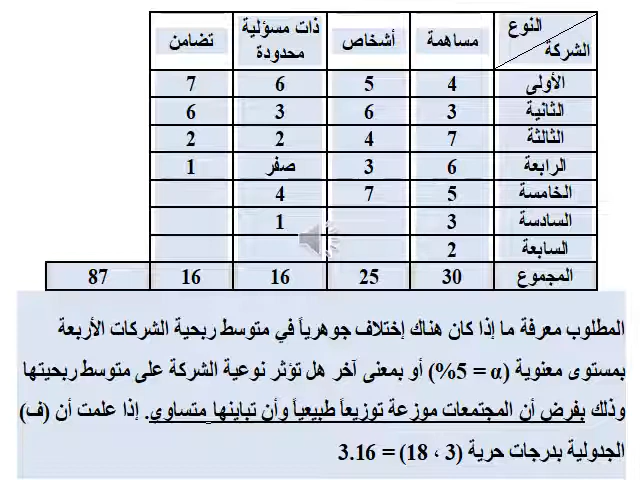 النوع الشركة مساهمة أشخاص ذات مسؤلية محدودة تضامن
الأولى 4 5 6 7
الثانية 3 6 3 6
الثالثة 7 4 2 2
الرابعة 6 3 صفر 1
الخامسة 5 7 4
السادسة 3 1
السابعة 2
المجموع 30 25 16 16 87
المطلوب معرفة ما إذا كان هناك إختلاف جوهرياً في متوسط ربحية الشركات الأربعة
بمستوى معنوية (α = 5%) أو بمعنى آخر هل تؤثر نوعية الشركة على متوسط ربحيتها
وذلك بفرض أن المجتمعات موزعة توزيعاً طبيعياً وأن تباينها متساوي. إذا علمت أن (ف)
الجدولية بدرجات حرية (3 ، 18) = 3.16